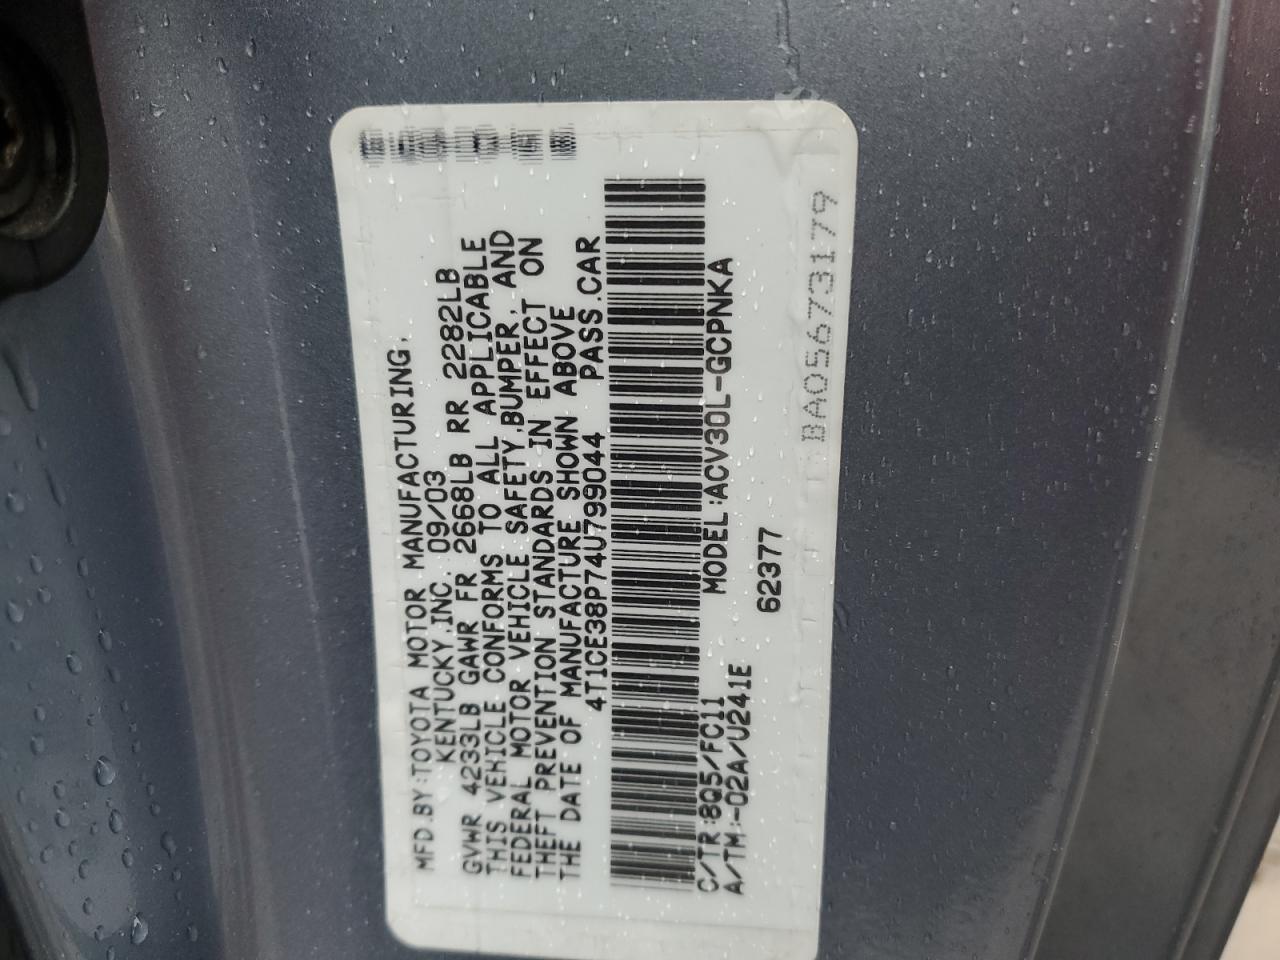 MFD.BY:TOYOTA MOTOR MANUFACTURING,
KENTUCKY,INC. 09/03
GVWR 4233LB GAWR FR 2668LB RR 2282LB
THIS VEHICLE CONFORMS TO ALL APPLICABLE
FEDERAL MOTOR VEHICLE SAFETY,BUMPER, AND
THEFT PREVENTION STANDARDS IN EFFECT ON
THE DATE OF MANUFACTURE SHOWN ABOVE
4T1CE38P74U799044 PASS.CAR
C/TR:8Q5/FC11 MODEL:ACV30L-GCPNKA
A/TM:-02A/U241E
62377
BA05673179